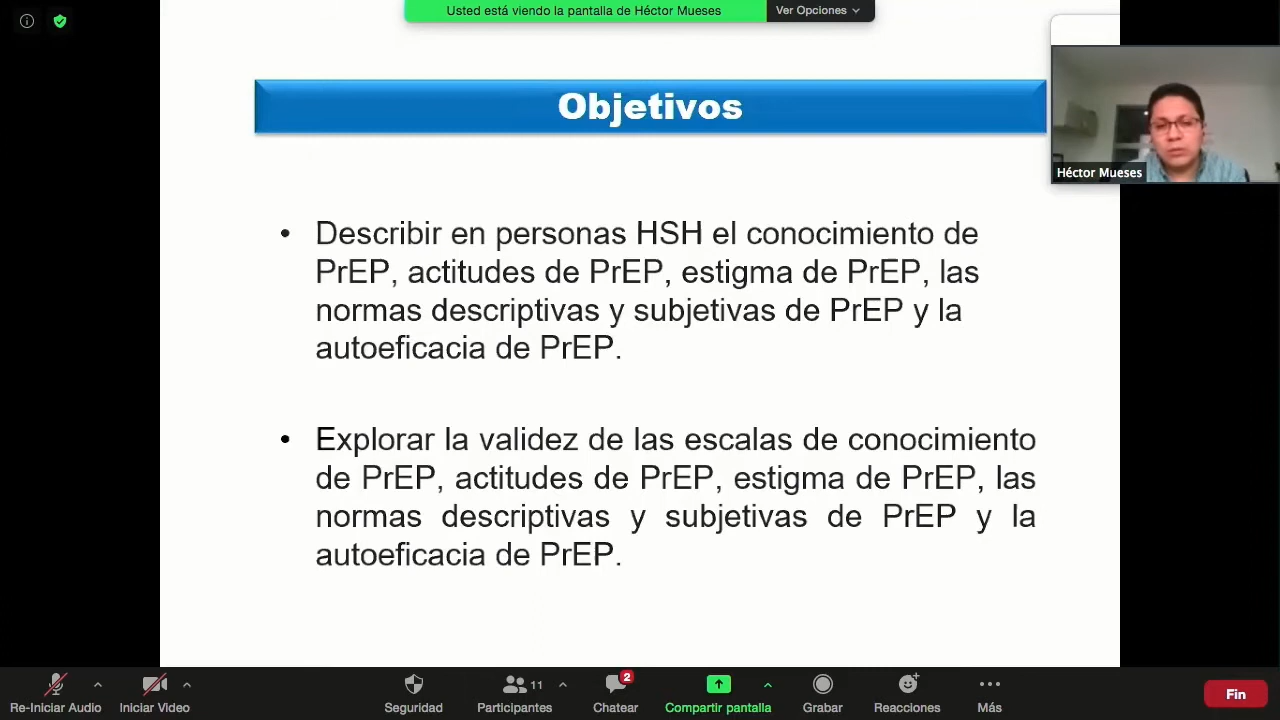 Usted está viendo la pantalla de Héctor Mueses
Ver Opciones
Objetivos
Héctor Mueses
• Describir en personas HSH el conocimiento de
PrEP, actitudes de PrEP, estigma de PrEP, las
normas descriptivas y subjetivas de PrEP y la
autoeficacia de PrEP.
• Explorar la validez de las escalas de conocimiento
de PrEP, actitudes de PrEP, estigma de PrEP, las
normas descriptivas y subjetivas de PrEP y la
autoeficacia de PrEP.
Re-Iniciar Audio
Iniciar Video
Seguridad
11
Participantes
2
Chatear
Compartir pantalla
Grabar
Reacciones
Más
Fin